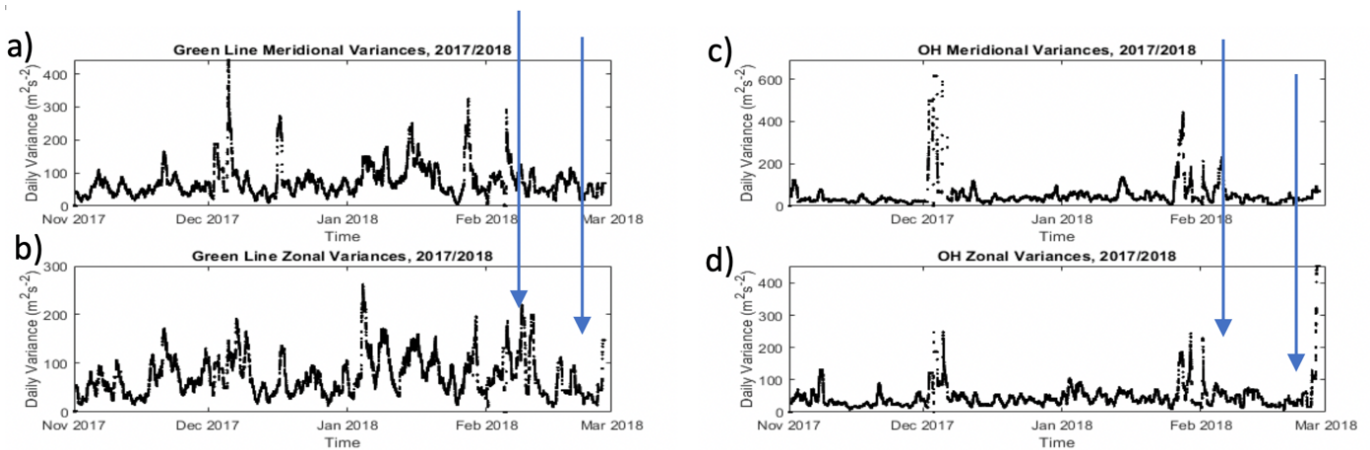 a)
Green Line Meridional Variances, 2017/2018
Daily Variance (m²s⁻²)
400
300
200
100
0
Nov 2017 Dec 2017 Jan 2018 Feb 2018 Mar 2018
Time
b)
Green Line Zonal Variances, 2017/2018
Daily Variance (m²s⁻²)
300
200
100
0
Nov 2017 Dec 2017 Jan 2018 Feb 2018 Mar 2018
Time
c)
OH Meridional Variances, 2017/2018
Daily Variance (m²s⁻²)
600
400
200
0
Nov 2017 Dec 2017 Jan 2018 Feb 2018 Mar 2018
Time
d)
OH Zonal Variances, 2017/2018
Daily Variance (m²s⁻²)
400
300
200
100
0
Nov 2017 Dec 2017 Jan 2018 Feb 2018 Mar 2018
Time